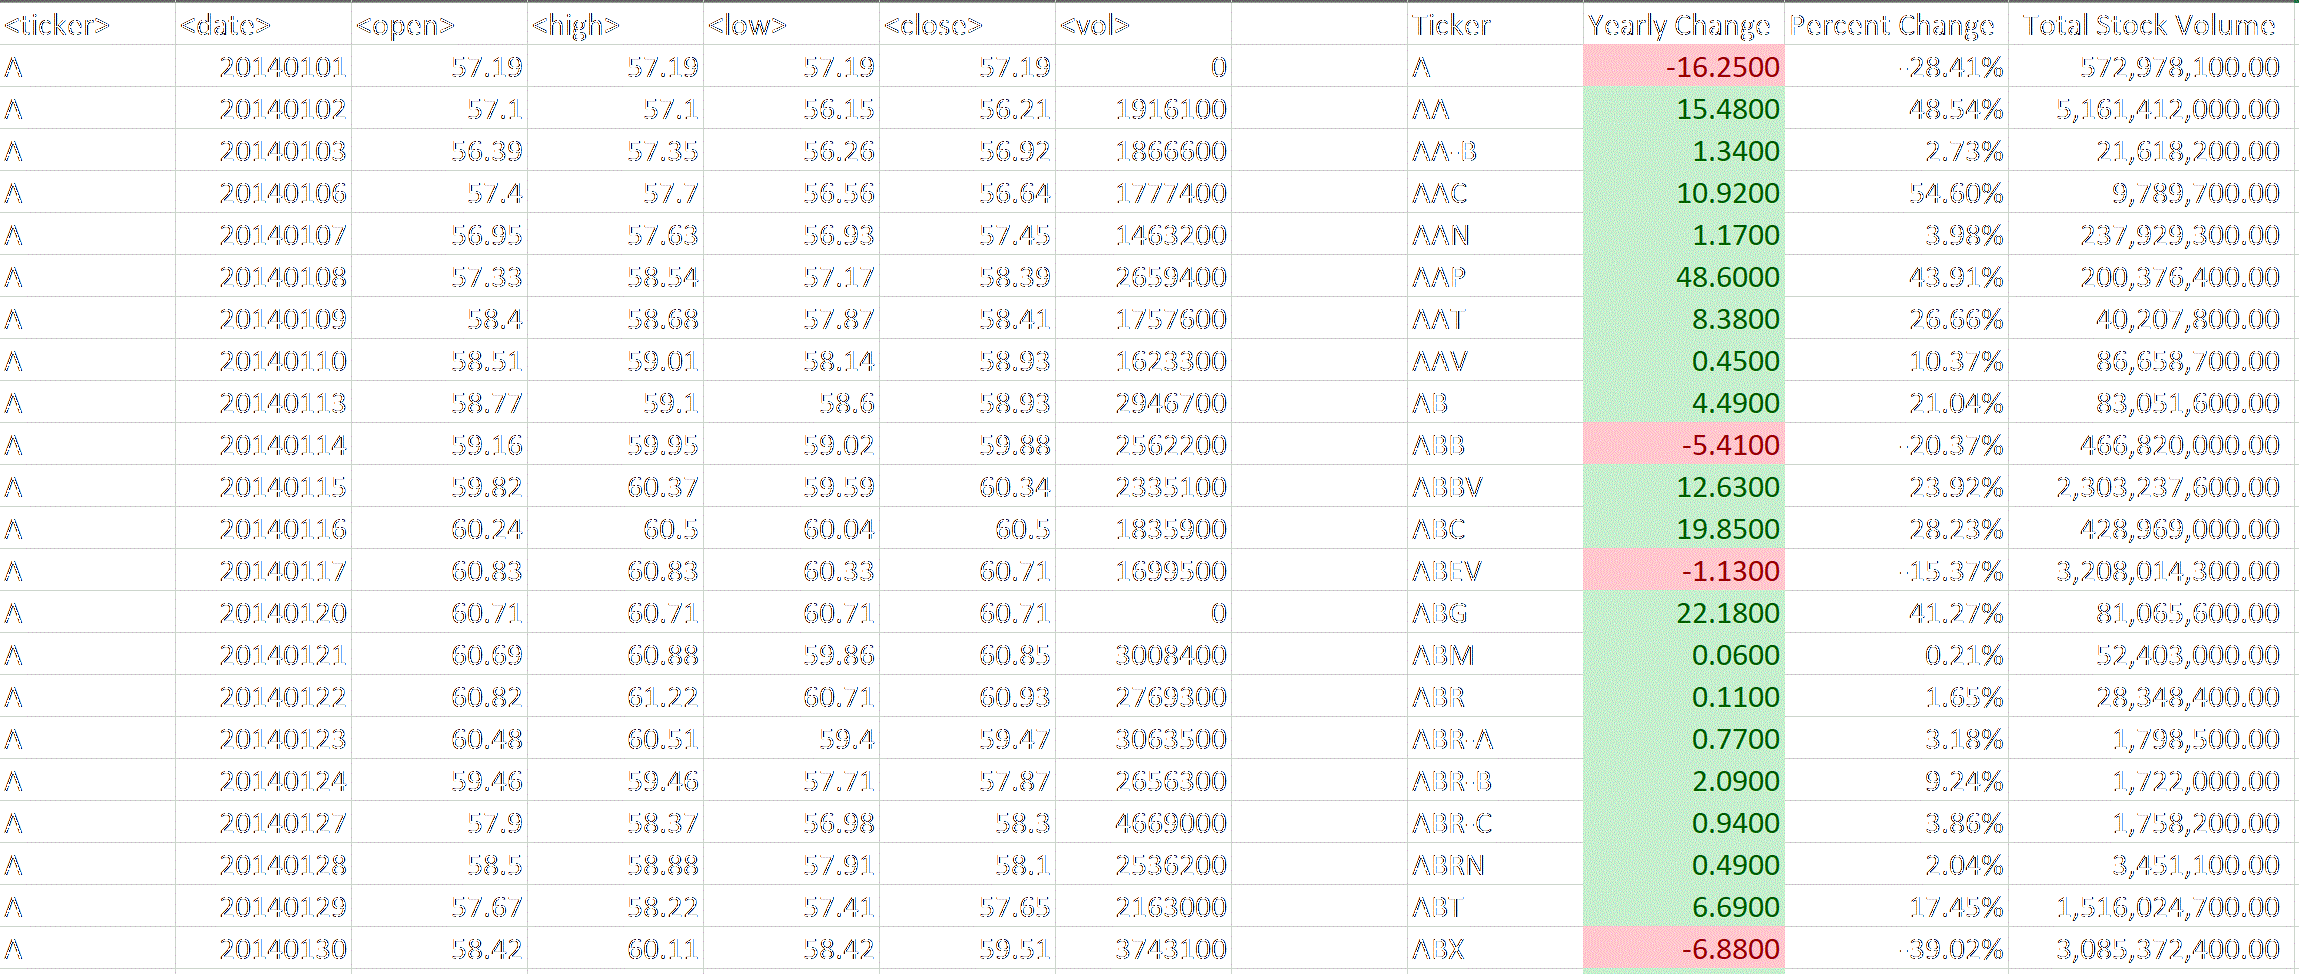 <ticker> <date> <open> <high> <low> <close> <vol> Ticker Yearly Change Percent Change Total Stock Volume
A 20140101 57.19 57.19 57.19 57.19 0 A -16.2500 -28.41% 572,978,100.00
A 20140102 57.1 57.1 56.15 56.21 1916100 AA 15.4800 48.54% 5,161,412,000.00
A 20140103 56.39 57.35 56.26 56.92 1866600 AA-B 1.3400 2.73% 21,618,200.00
A 20140106 57.4 57.7 56.56 56.64 1777400 AAC 10.9200 54.60% 9,789,700.00
A 20140107 56.95 57.63 56.93 57.45 1463200 AAN 1.1700 3.98% 237,929,300.00
A 20140108 57.33 58.54 57.17 58.39 2659400 AAP 48.6000 43.91% 200,376,400.00
A 20140109 58.4 58.68 57.87 58.41 1757600 AAT 8.3800 26.66% 40,207,800.00
A 20140110 58.51 59.01 58.14 58.93 1623300 AAV 0.4500 10.37% 86,658,700.00
A 20140113 58.77 59.1 58.6 58.93 2946700 AB 4.4900 21.04% 83,051,600.00
A 20140114 59.16 59.95 59.02 59.88 2562200 ABB -5.4100 -20.37% 466,820,000.00
A 20140115 59.82 60.37 59.59 60.34 2335100 ABBV 12.6300 23.92% 2,303,237,600.00
A 20140116 60.24 60.5 60.04 60.5 1835900 ABC 19.8500 28.23% 428,969,000.00
A 20140117 60.83 60.83 60.33 60.71 1699500 ABEV -1.1300 -15.37% 3,208,014,300.00
A 20140120 60.71 60.71 60.71 60.71 0 ABG 22.1800 41.27% 81,065,600.00
A 20140121 60.69 60.88 59.86 60.85 3008400 ABM 0.0600 0.21% 52,403,000.00
A 20140122 60.82 61.22 60.71 60.93 2769300 ABR 0.1100 1.65% 28,348,400.00
A 20140123 60.48 60.51 59.4 59.47 3063500 ABR-A 0.7700 3.18% 1,798,500.00
A 20140124 59.46 59.46 57.71 57.87 2656300 ABR-B 2.0900 9.24% 1,722,000.00
A 20140127 57.9 58.37 56.98 58.3 4669000 ABR-C 0.9400 3.86% 1,758,200.00
A 20140128 58.5 58.88 57.91 58.1 2536200 ABRN 0.4900 2.04% 3,451,100.00
A 20140129 57.67 58.22 57.41 57.65 2163000 ABT 6.6900 17.45% 1,516,024,700.00
A 20140130 58.42 60.11 58.42 59.51 3743100 ABX -6.8800 -39.02% 3,085,372,400.00